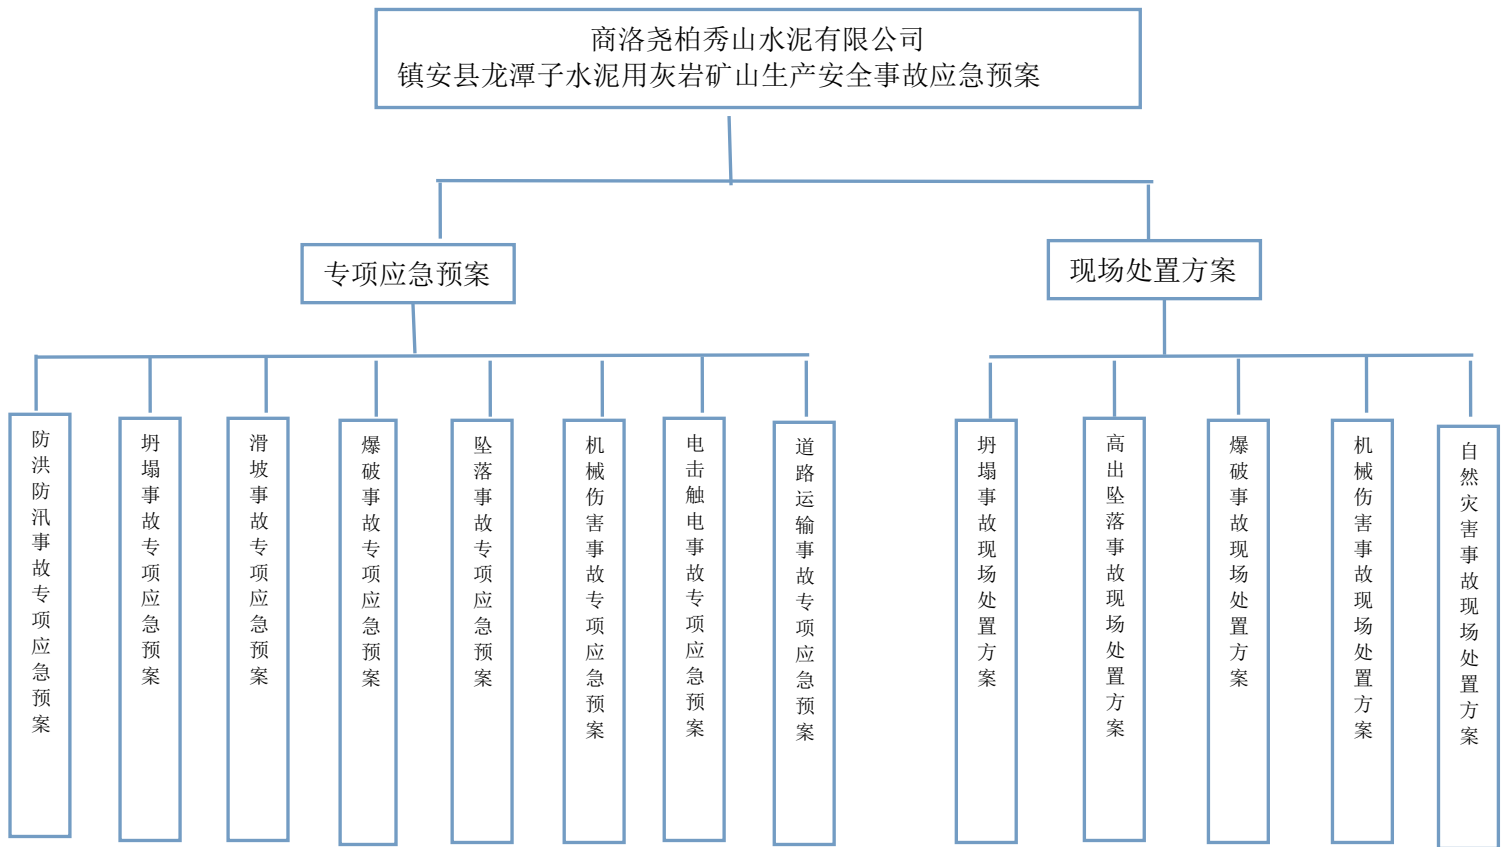 商洛尧柏秀山水泥有限公司
镇安县龙潭子水泥用灰岩矿山生产安全事故应急预案
专项应急预案
现场处置方案
防洪防汛事故专项应急预案
坍塌事故专项应急预案
滑坡事故专项应急预案
爆破事故专项应急预案
坠落事故专项应急预案
机械伤害事故专项应急预案
电击触电事故专项应急预案
道路运输事故专项应急预案
坍塌事故现场处置方案
高出坠落事故现场处置方案
爆破事故现场处置方案
机械伤害事故现场处置方案
自然灾害事故现场处置方案